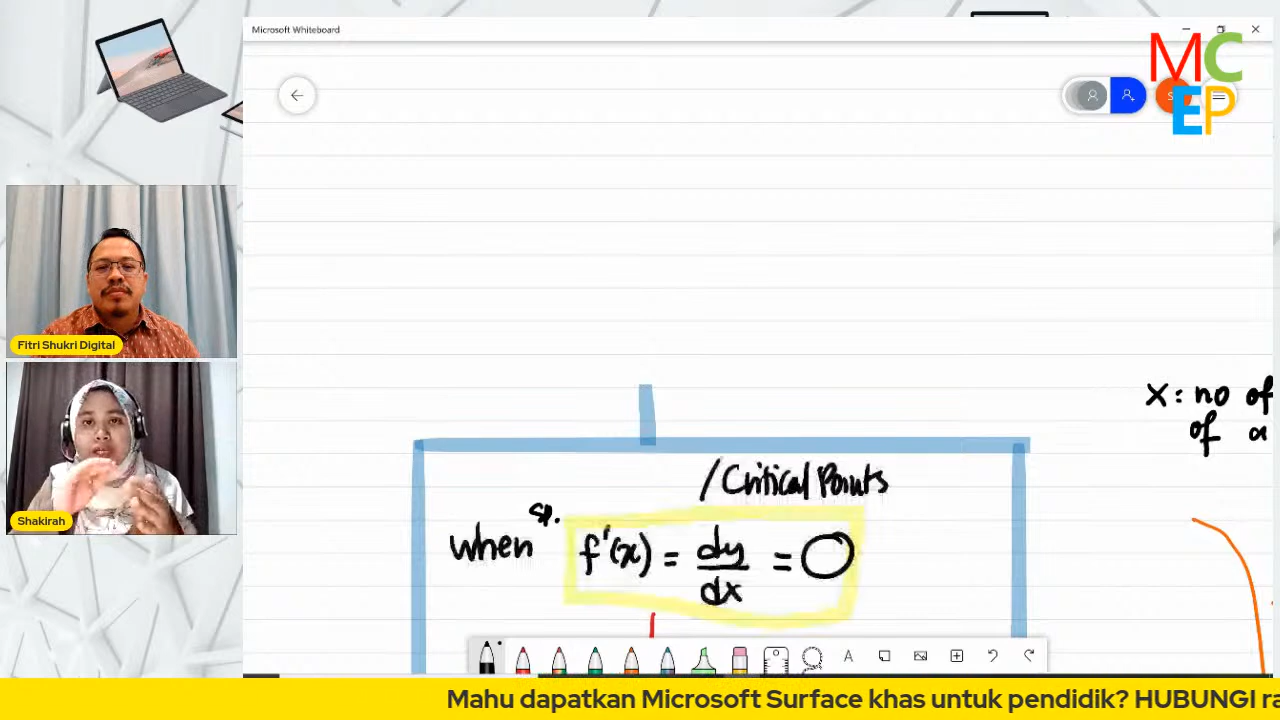 Microsoft Whiteboard
MC
EP
Fitri Shukri Digital
Shakirah
X: no of
of a
/Critical Points
when sp. f'(x) = dy/dx = 0
A
Mahu dapatkan Microsoft Surface khas untuk pendidik? HUBUNGI